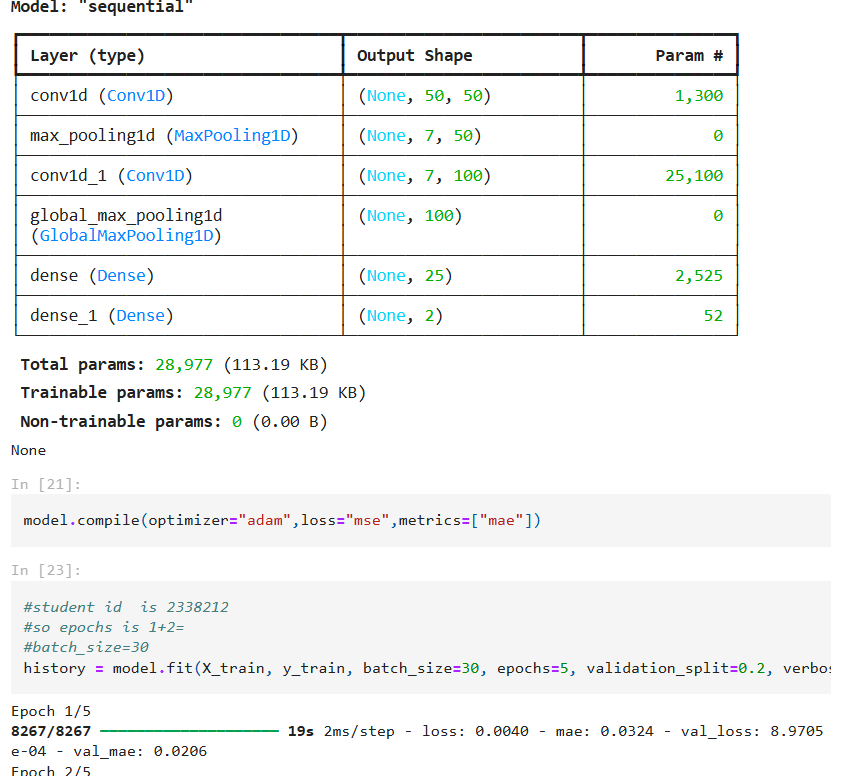 Model: "sequential"
Layer (type) Output Shape Param #
conv1d (Conv1D) (None, 50, 50) 1,300
max_pooling1d (MaxPooling1D) (None, 7, 50) 0
conv1d_1 (Conv1D) (None, 7, 100) 25,100
global_max_pooling1d (None, 100) 0
(GlobalMaxPooling1D)
dense (Dense) (None, 25) 2,525
dense_1 (Dense) (None, 2) 52
Total params: 28,977 (113.19 KB)
Trainable params: 28,977 (113.19 KB)
Non-trainable params: 0 (0.00 B)
None
In [21]:
model.compile(optimizer="adam",loss="mse",metrics=["mae"])
In [23]:
#student id  is 2338212
#so epochs is 1+2=
#batch_size=30
history = model.fit(X_train, y_train, batch_size=30, epochs=5, validation_split=0.2, verbos
Epoch 1/5
8267/8267 19s 2ms/step - loss: 0.0040 - mae: 0.0324 - val_loss: 8.9705
e-04 - val_mae: 0.0206
Epoch 2/5